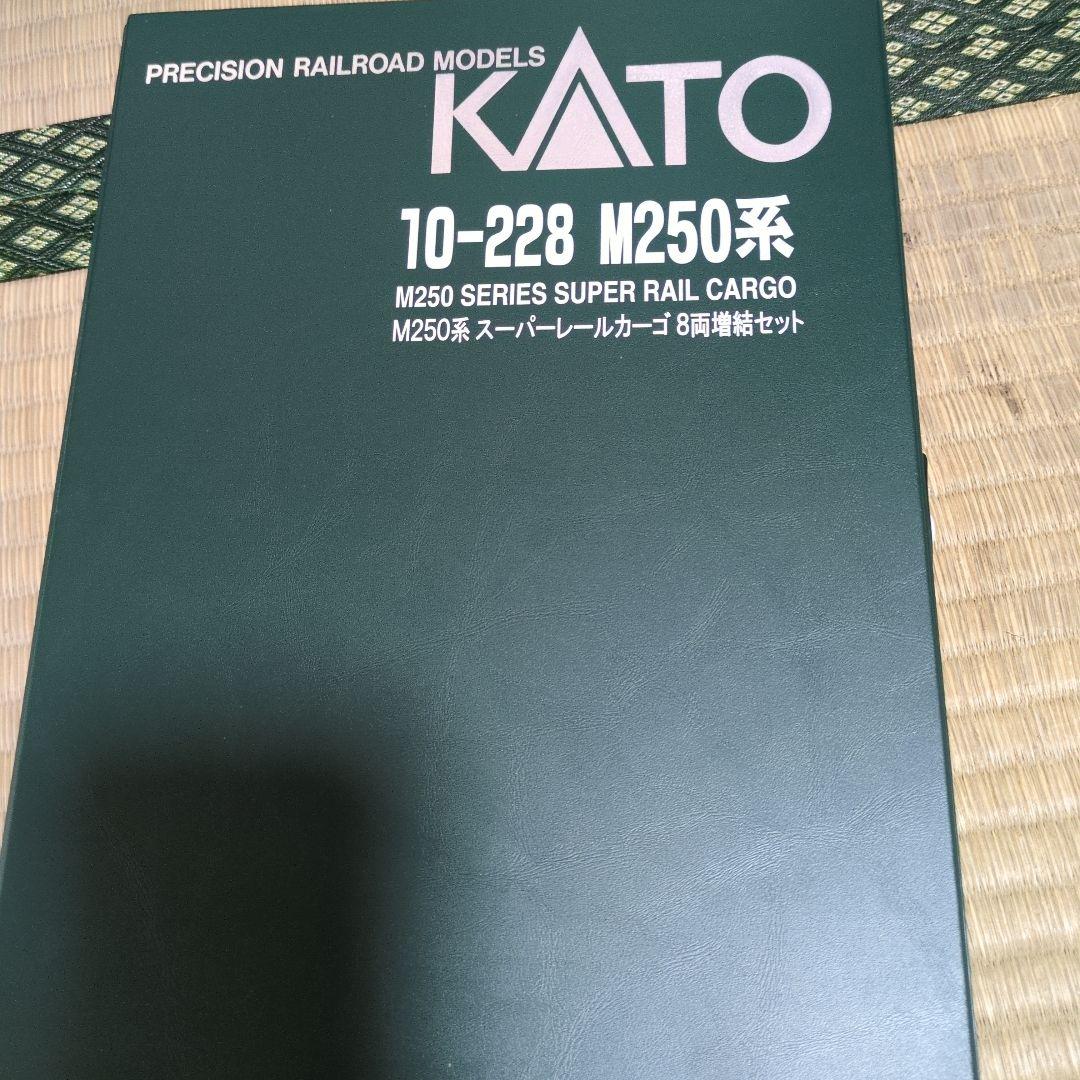 PRECISION RAILROAD MODELS
KATO
10-228 M250系
M250 SERIES SUPER RAIL CARGO
M250系 スーパーレールカーゴ 8両増結セット